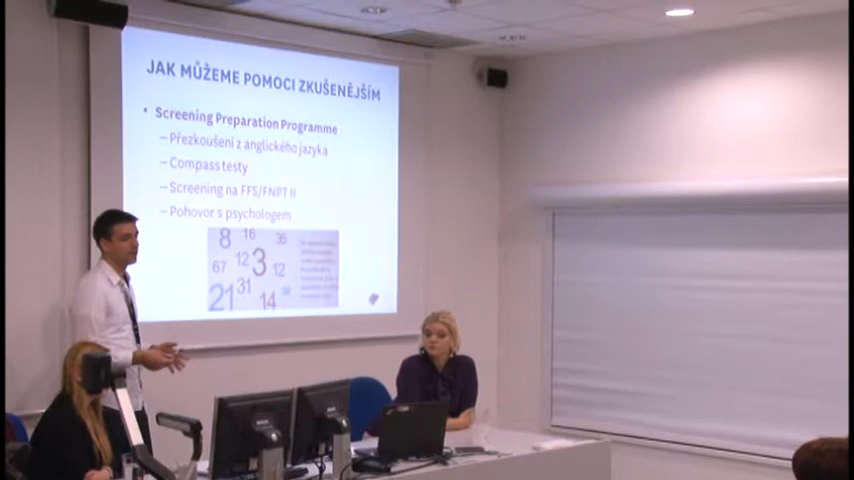 JAK MŮŽEME POMOCI ZKUŠENĚJŠÍM
• Screening Preparation Programme
– Přezkoušení z anglického jazyka
– Compass testy
– Screening na FFS/FNPT II
– Pohovor s psychologem
8 16 35
67 12 3 12
21 31 14